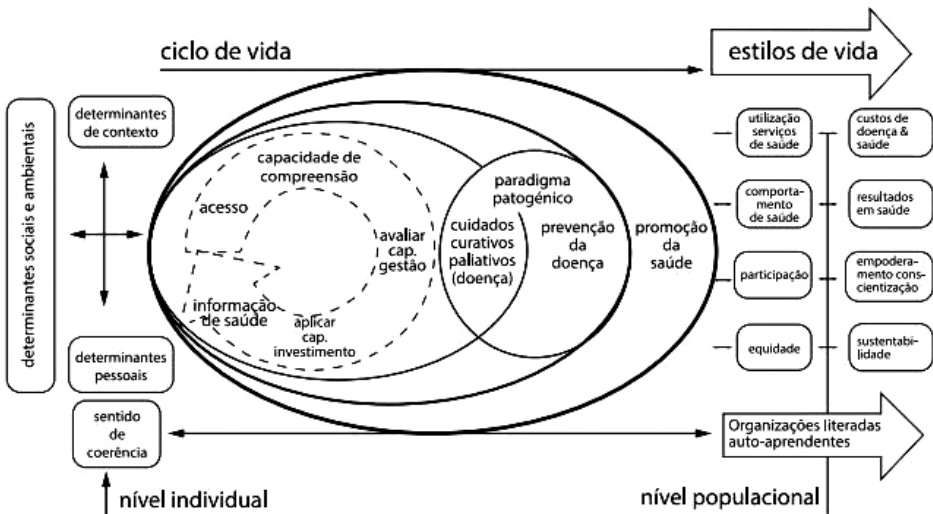 ciclo de vida
estilos de vida
determinantes sociais e ambientais
determinantes
de contexto
determinantes
pessoais
sentido
de
coerência
capacidade de
compreensão
acesso
avaliar
cap.
gestão
informação
de saúde
aplicar
cap.
investimento
paradigma
patogénico
cuidados
curativos
paliativos
(doença)
prevenção
da
doença
promoção
da
saúde
utilização
serviços
de saúde
custos
de doença &
saúde
comporta-
mento
de saúde
resultados
em saúde
participação
empodera-
mento cons-
cientização
equidade
sustentabi-
lidade
Organizações literadas
auto-aprendentes
nível individual
nível populacional